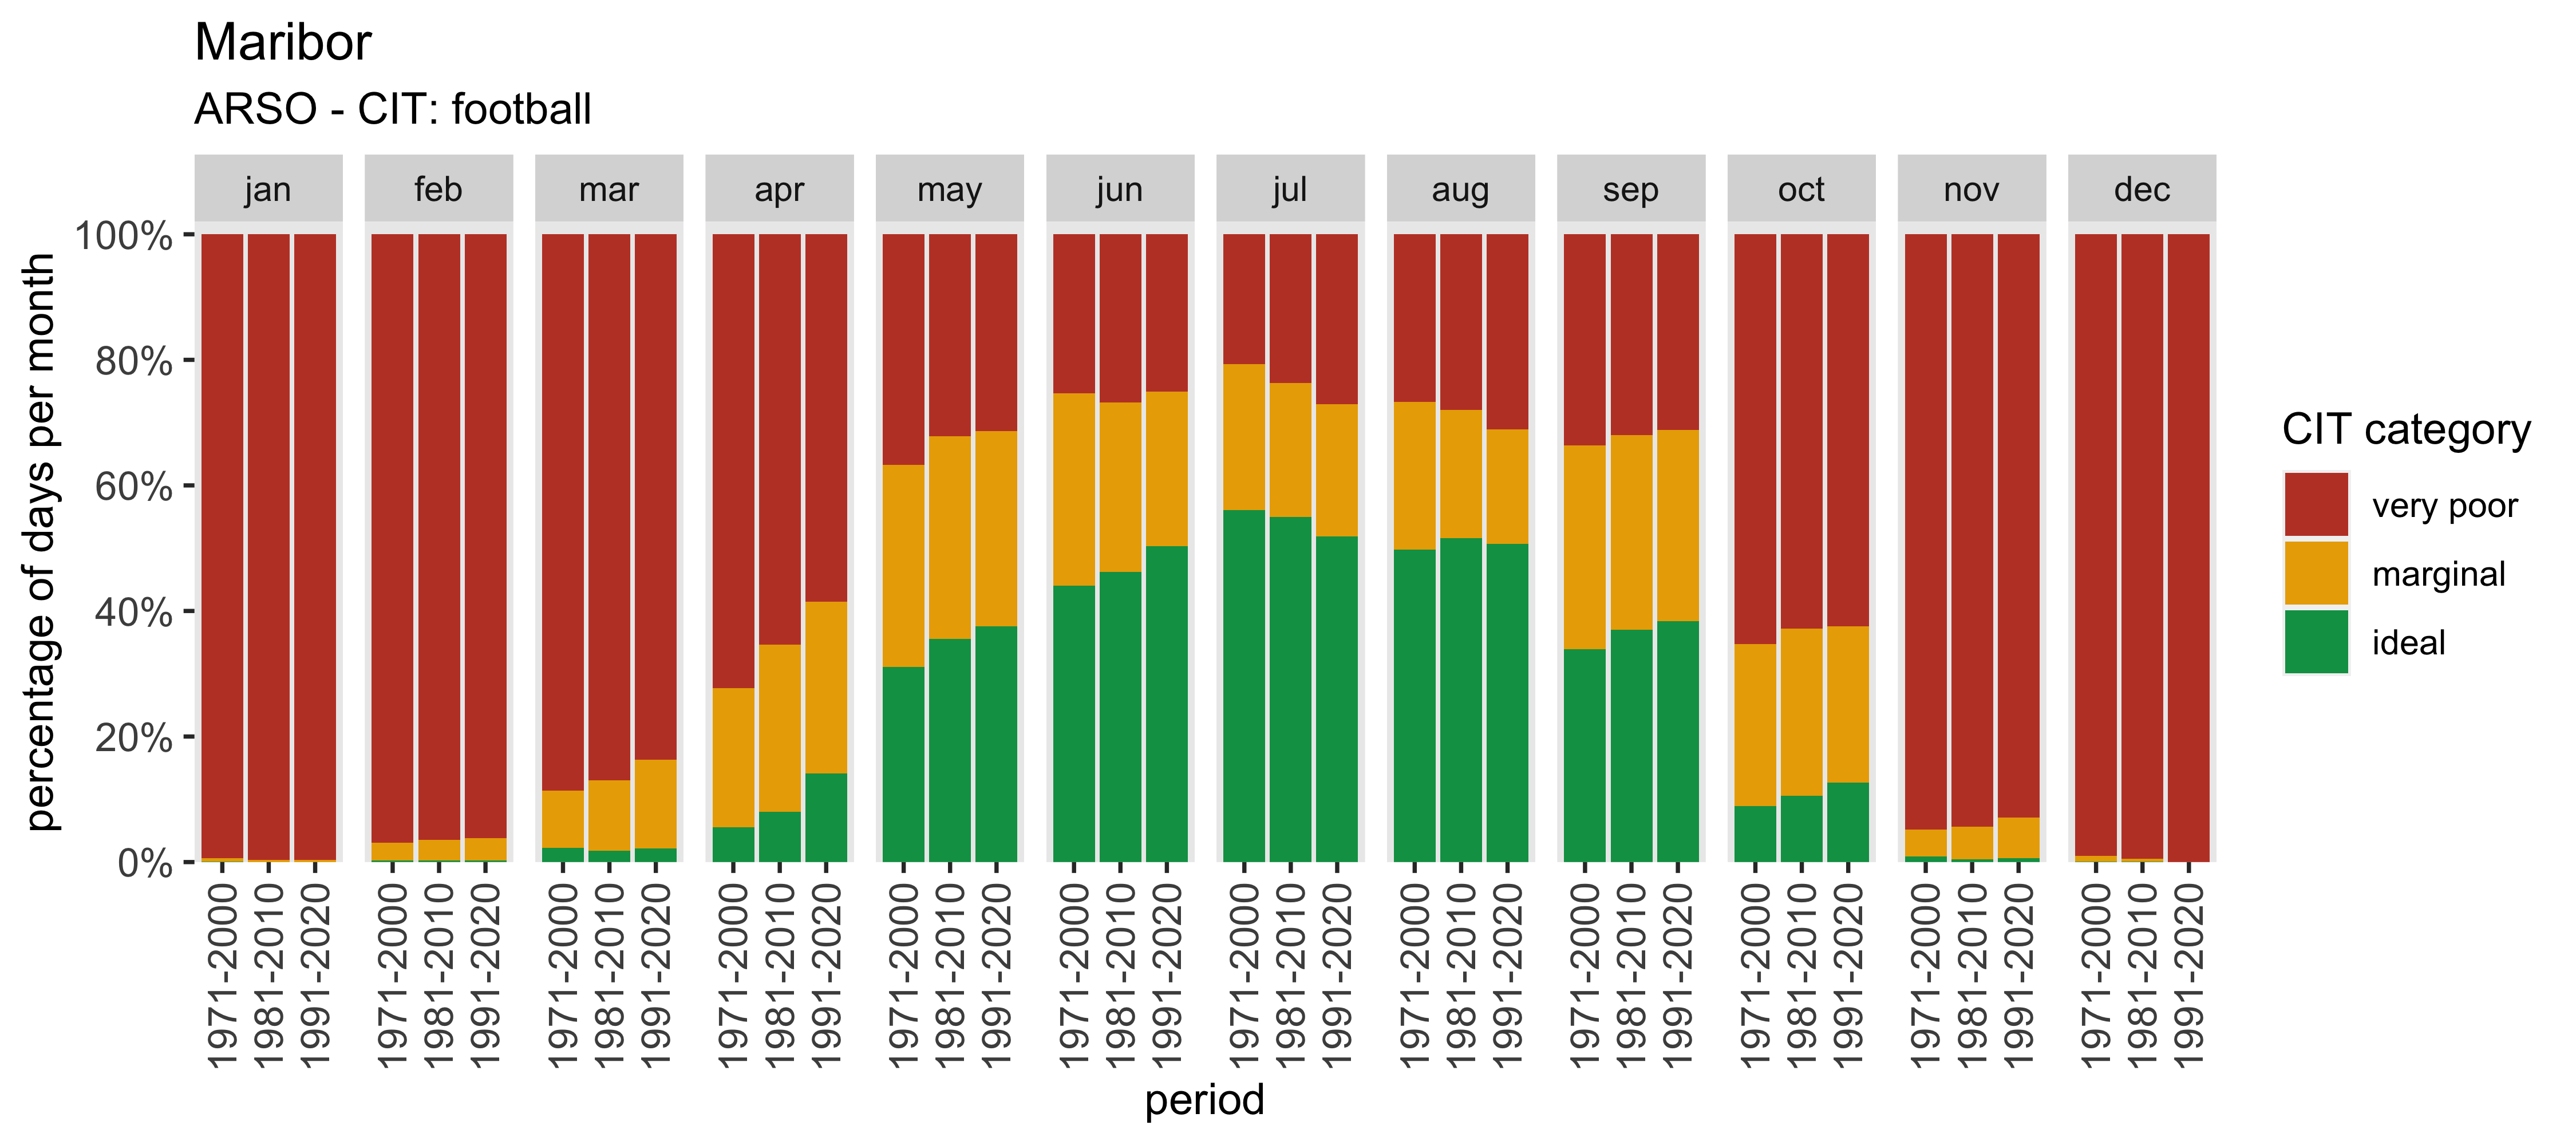 Maribor
ARSO - CIT: football
jan feb mar apr may jun jul aug sep oct nov dec
percentage of days per month
100%
80%
60%
40%
20%
0%
1971-2000 1981-2010 1991-2020 1971-2000 1981-2010 1991-2020 1971-2000 1981-2010 1991-2020 1971-2000 1981-2010 1991-2020 1971-2000 1981-2010 1991-2020 1971-2000 1981-2010 1991-2020 1971-2000 1981-2010 1991-2020 1971-2000 1981-2010 1991-2020 1971-2000 1981-2010 1991-2020 1971-2000 1981-2010 1991-2020 1971-2000 1981-2010 1991-2020 1971-2000 1981-2010 1991-2020
period
CIT category
very poor
marginal
ideal